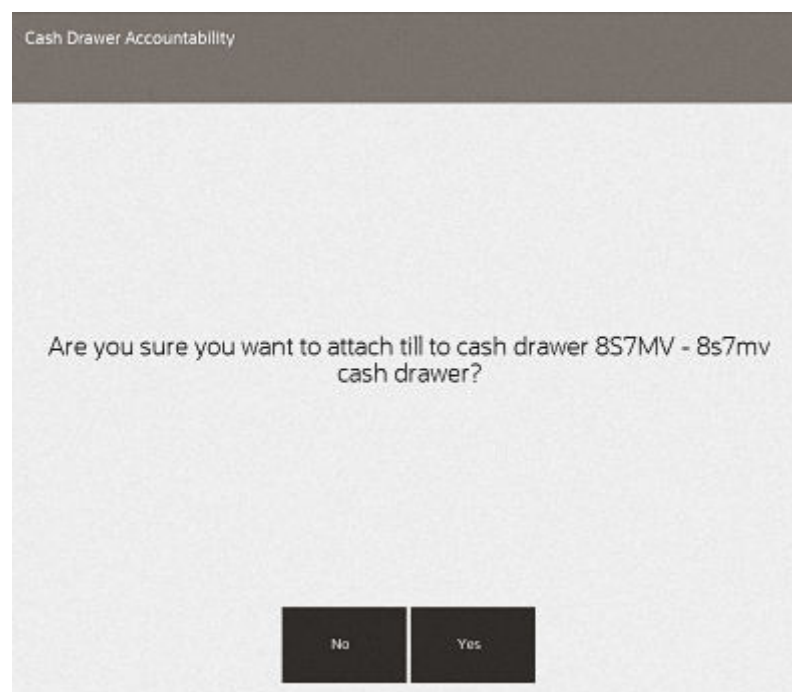 Cash Drawer Accountability
Are you sure you want to attach till to cash drawer 8S7MV - 8s7mv
cash drawer?
No
Yes